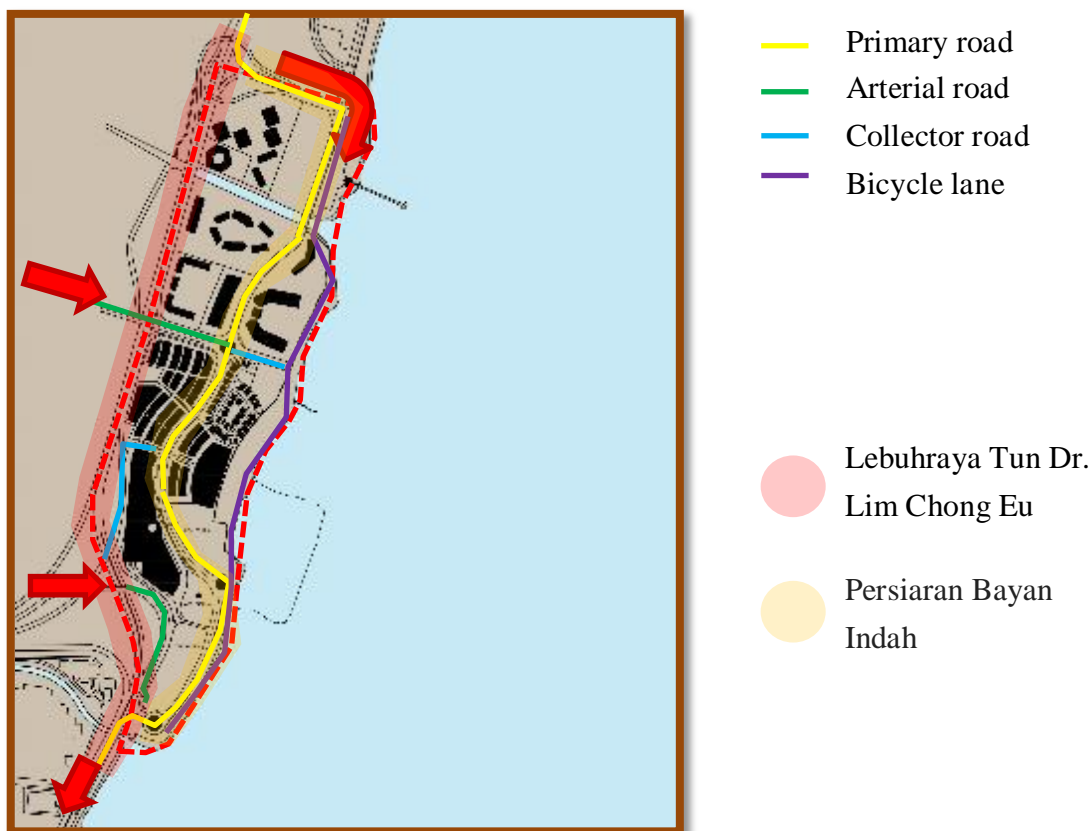 Primary road
Arterial road
Collector road
Bicycle lane
Lebuhraya Tun Dr.
Lim Chong Eu
Persiaran Bayan
Indah